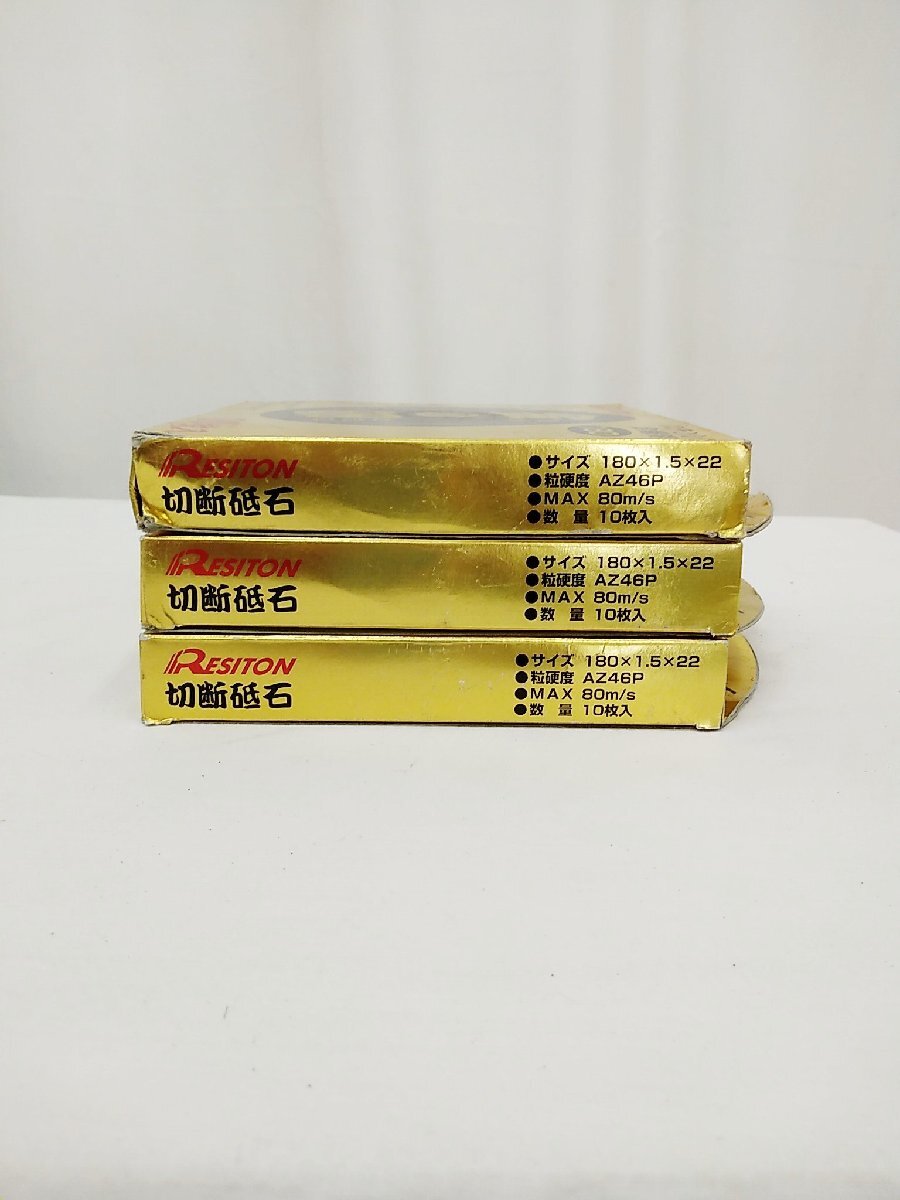 RESITON
切断砥石
●サイズ 180×1.5×22
●粒硬度 AZ46P
●MAX 80m/s
●数 量 10枚入
RESITON
切断砥石
●サイズ 180×1.5×22
●粒硬度 AZ46P
●MAX 80m/s
●数 量 10枚入
RESITON
切断砥石
●サイズ 180×1.5×22
●粒硬度 AZ46P
●MAX 80m/s
●数 量 10枚入